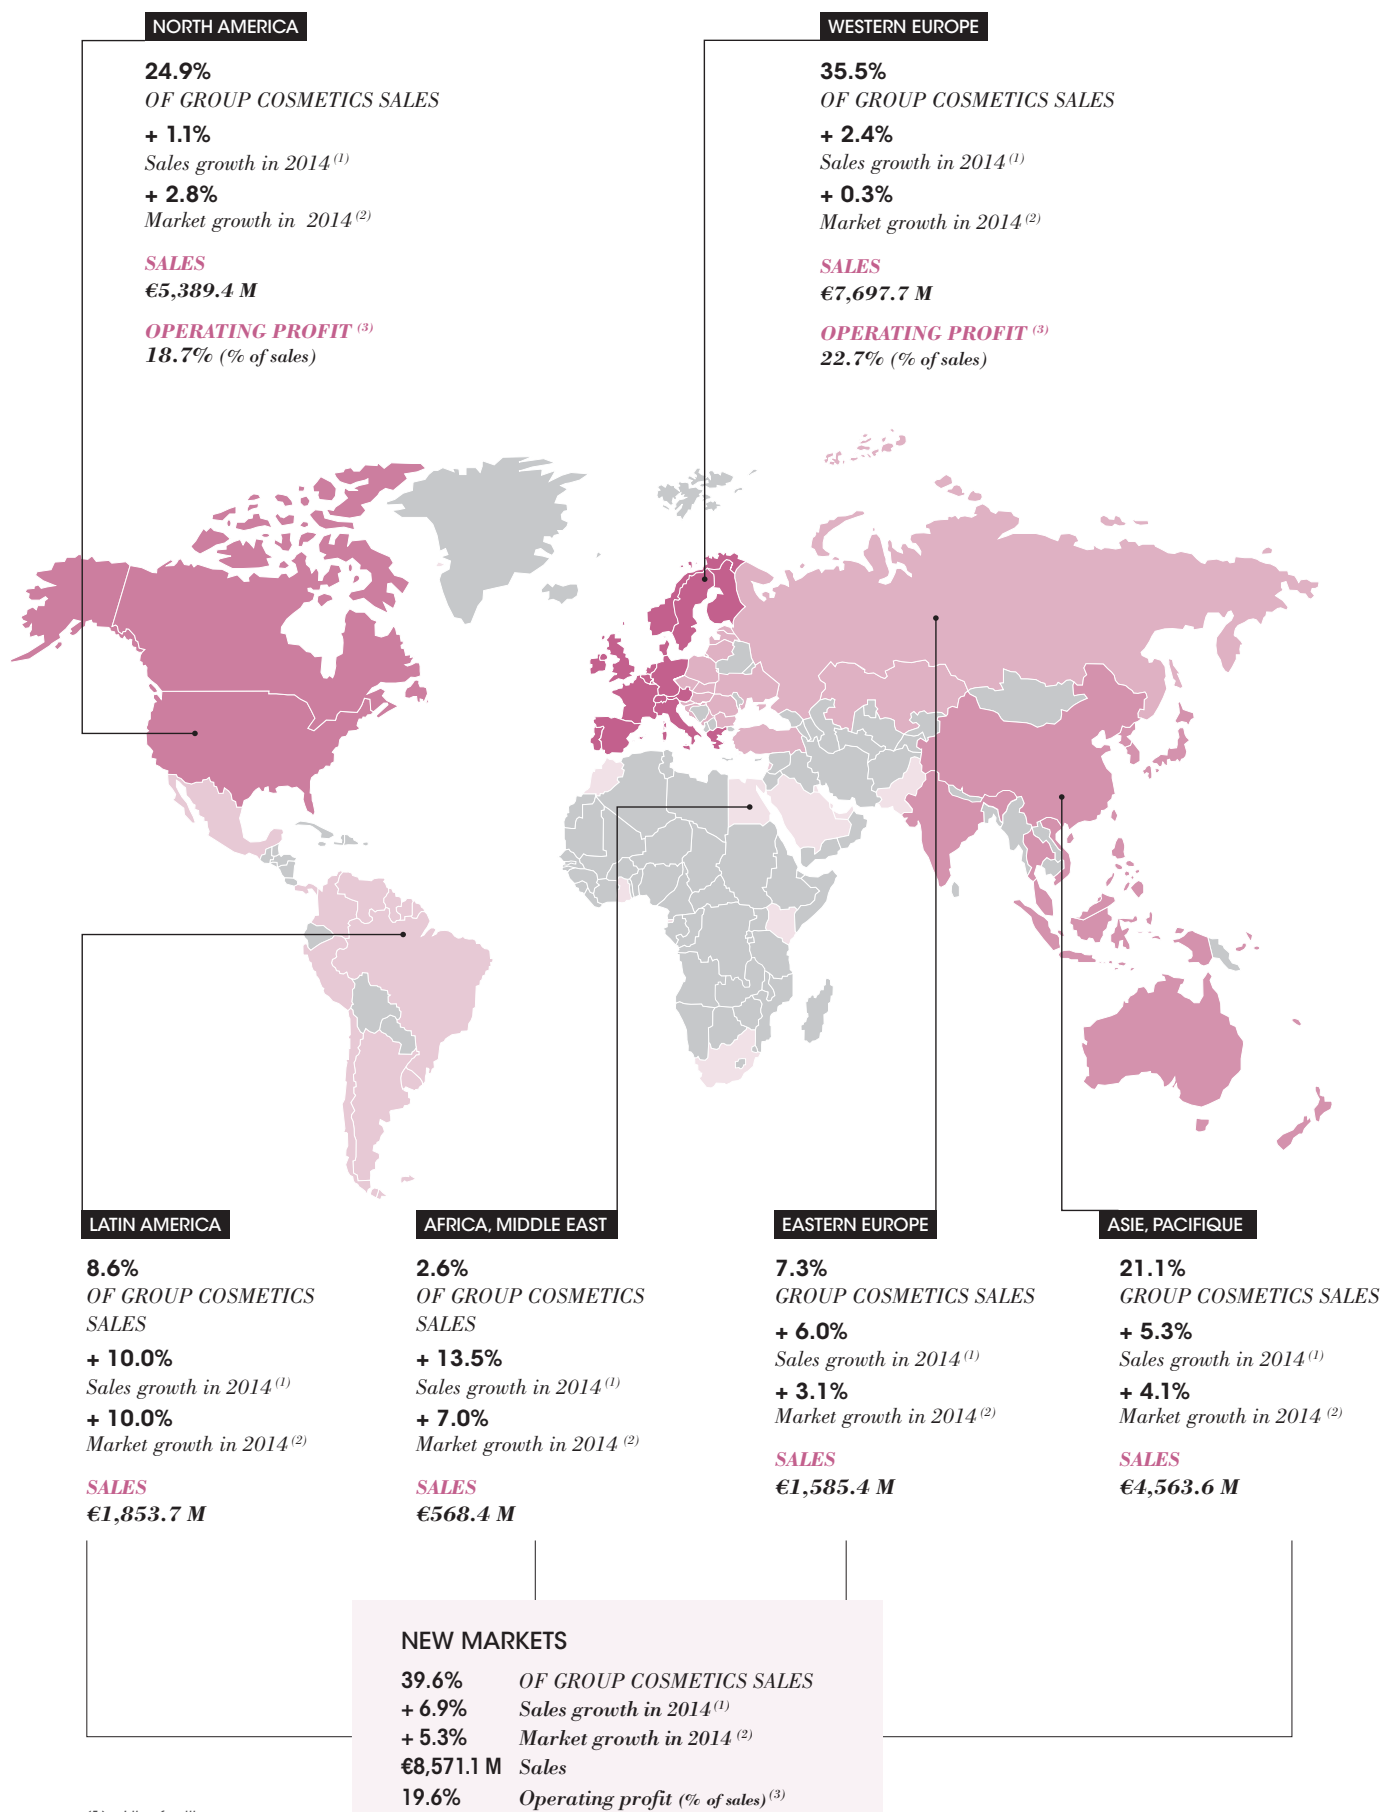 NORTH AMERICA
24.9%
OF GROUP COSMETICS SALES
+ 1.1%
Sales growth in 2014 (1)
+ 2.8%
Market growth in 2014 (2)
SALES
€5,389.4 M
OPERATING PROFIT (3)
18.7% (% of sales)
WESTERN EUROPE
35.5%
OF GROUP COSMETICS SALES
+ 2.4%
Sales growth in 2014 (1)
+ 0.3%
Market growth in 2014 (2)
SALES
€7,697.7 M
OPERATING PROFIT (3)
22.7% (% of sales)
LATIN AMERICA
8.6%
OF GROUP COSMETICS
SALES
+ 10.0%
Sales growth in 2014 (1)
+ 10.0%
Market growth in 2014 (2)
SALES
€1,853.7 M
AFRICA, MIDDLE EAST
2.6%
OF GROUP COSMETICS
SALES
+ 13.5%
Sales growth in 2014 (1)
+ 7.0%
Market growth in 2014 (2)
SALES
€568.4 M
EASTERN EUROPE
7.3%
GROUP COSMETICS SALES
+ 6.0%
Sales growth in 2014 (1)
+ 3.1%
Market growth in 2014 (2)
SALES
€1,585.4 M
ASIE, PACIFIQUE
21.1%
GROUP COSMETICS SALES
+ 5.3%
Sales growth in 2014 (1)
+ 4.1%
Market growth in 2014 (2)
SALES
€4,563.6 M
NEW MARKETS
39.6% OF GROUP COSMETICS SALES
+ 6.9% Sales growth in 2014 (1)
+ 5.3% Market growth in 2014 (2)
€8,571.1 M Sales
19.6% Operating profit (% of sales) (3)